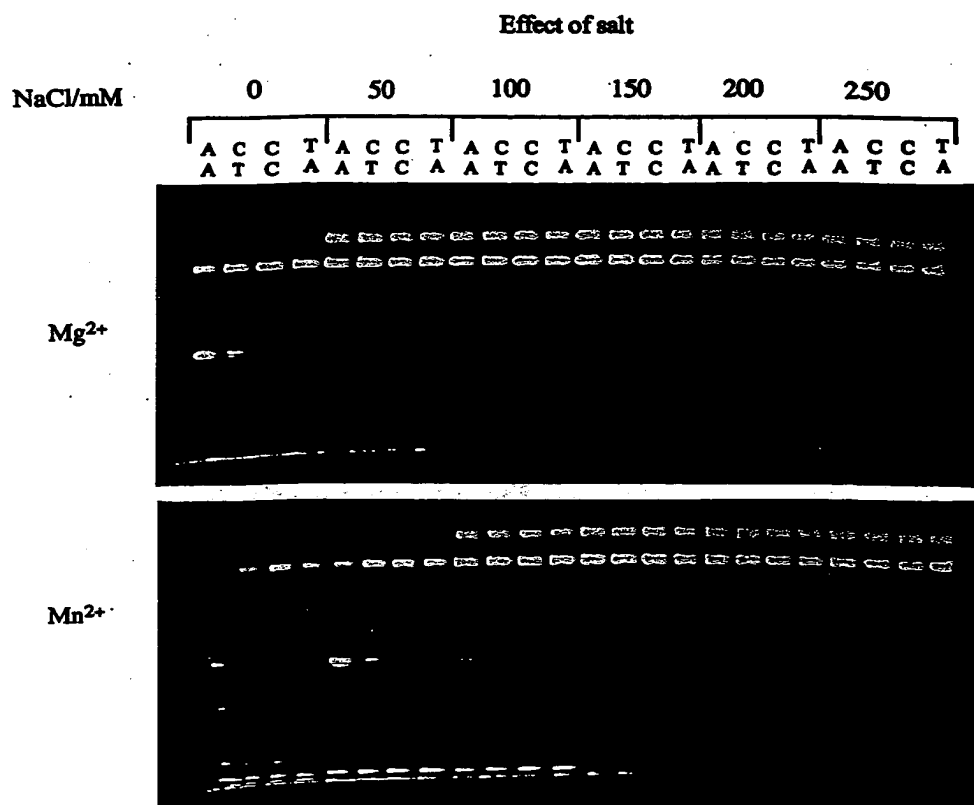 Effect of salt
NaCl/mM 0 50 100 150 200 250
A C C T A C C T A C C T A C C T A C C T A C C T
A T C A A T C A A T C A A T C A A T C A A T C A
Mg2+
Mn2+